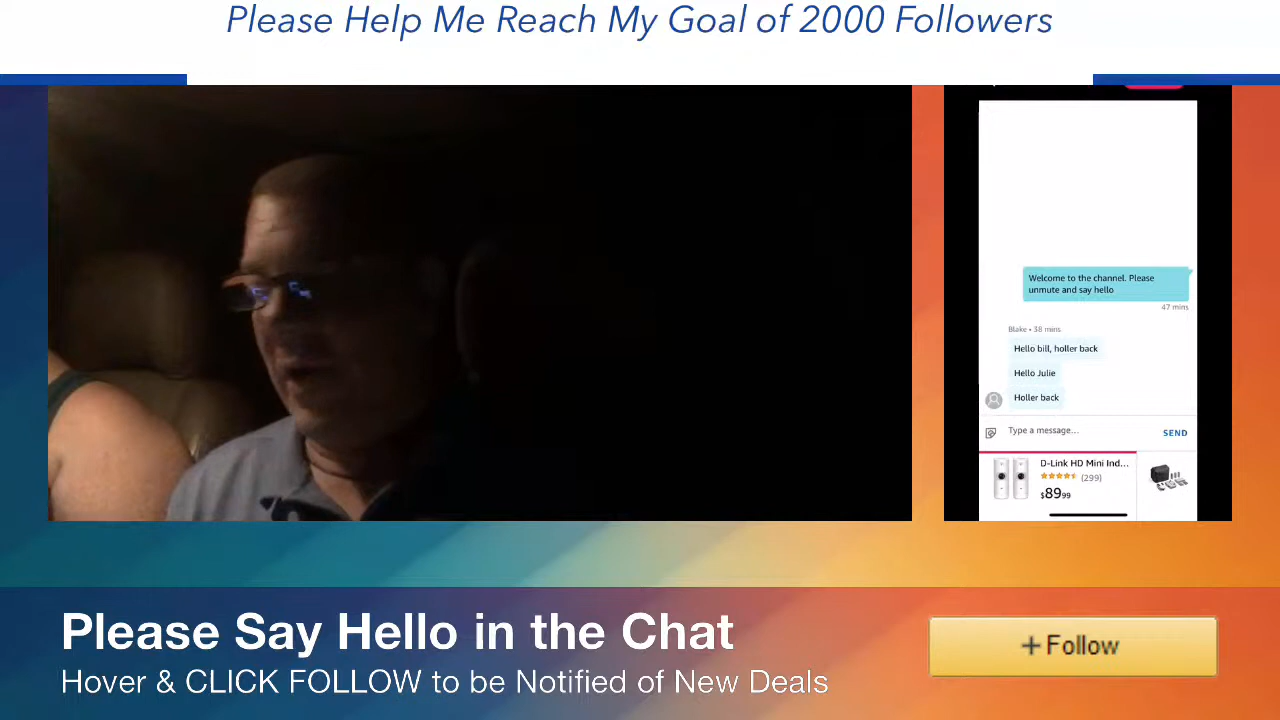 Please Help Me Reach My Goal of 2000 Followers
Welcome to the channel. Please
unmute and say hello
47 mins
Blake • 38 mins
Hello bill, holler back
Hello Julie
Holler back
Type a message...
SEND
D-Link HD Mini Ind...
(299)
$8999
Please Say Hello in the Chat
Hover & CLICK FOLLOW to be Notified of New Deals
+ Follow